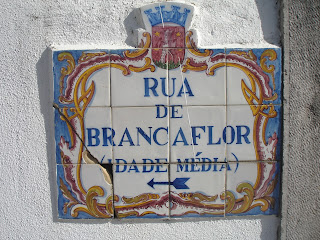 RUA
DE
BRANCAFLOR
(IDADE MÉDIA)